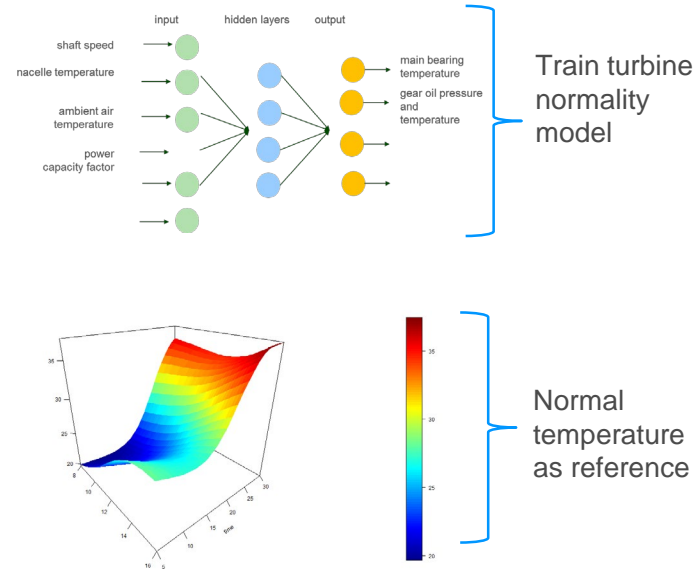 input hidden layers output
shaft speed
nacelle temperature
ambient air
temperature
power
capacity factor
main bearing
temperature
gear oil pressure
and
temperature
Train turbine
normality
model
35
30
25
20
8
10
12
14
16
5
10
15
20
25
30
time
35
30
25
20
Normal
temperature
as reference